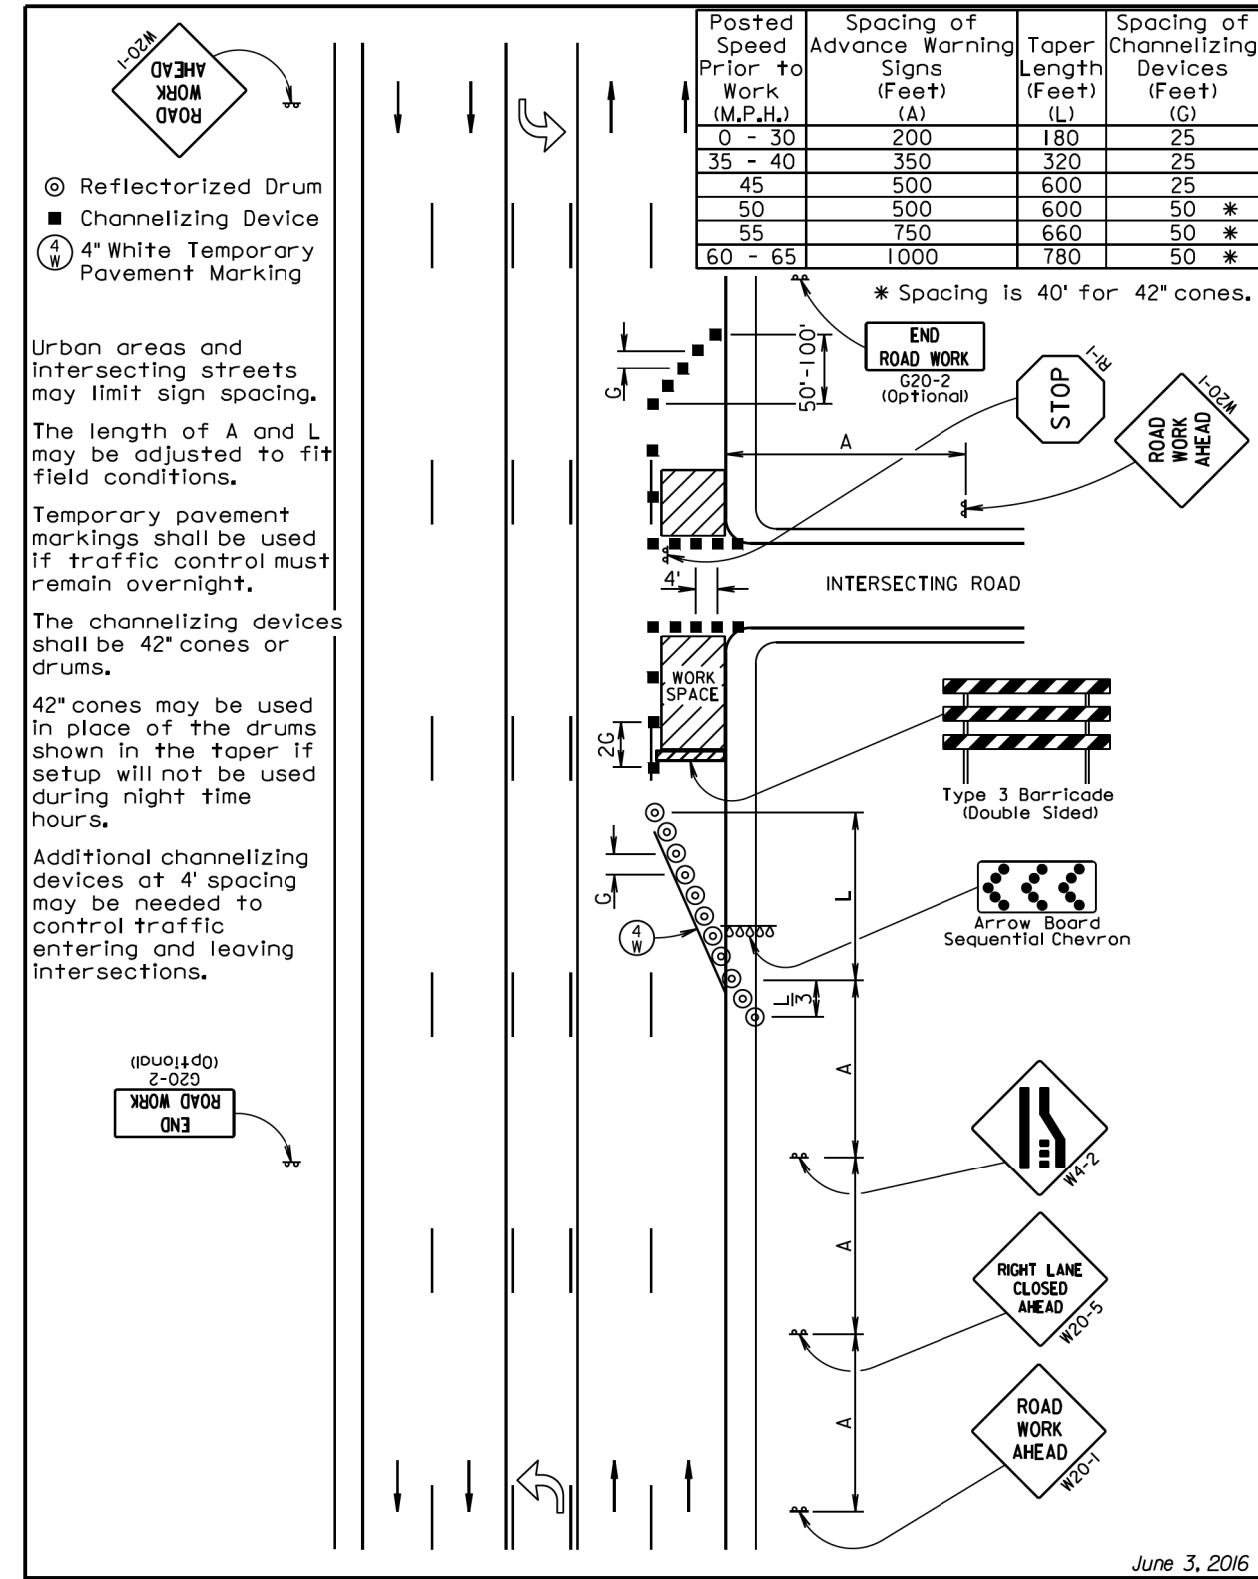 ROAD
WORK
AHEAD
W20-1
Reflectorized Drum
Channelizing Device
4
W
4" White Temporary
Pavement Marking
Urban areas and
intersecting streets
may limit sign spacing.
The length of A and L
may be adjusted to fit
field conditions.
Temporary pavement
markings shall be used
if traffic control must
remain overnight.
The channelizing devices
shall be 42" cones or
drums.
42" cones may be used
in place of the drums
shown in the taper if
setup will not be used
during night time
hours.
Additional channelizing
devices at 4' spacing
may be needed to
control traffic
entering and leaving
intersections.
END
ROAD WORK
G20-2
(Optional)
Posted Speed Prior to Work (M.P.H.) Spacing of Advance Warning Signs (Feet) (A) Taper Length (Feet) (L) Spacing of Channelizing Devices (Feet) (G)
0 - 30 200 180 25
35 - 40 350 320 25
45 500 600 25
50 500 600 50 *
55 750 660 50 *
60 - 65 1000 780 50 *
* Spacing is 40' for 42" cones.
END
ROAD WORK
G20-2
(Optional)
50'-100'
G
STOP
R1-1
ROAD
WORK
AHEAD
W20-1
A
4'
INTERSECTING ROAD
WORK
SPACE
2G
Type 3 Barricade
(Double Sided)
G
L
4
W
Arrow Board
Sequential Chevron
L
3
A
W4-2
A
RIGHT LANE
CLOSED
AHEAD
W20-5
A
ROAD
WORK
AHEAD
W20-1
June 3, 2016